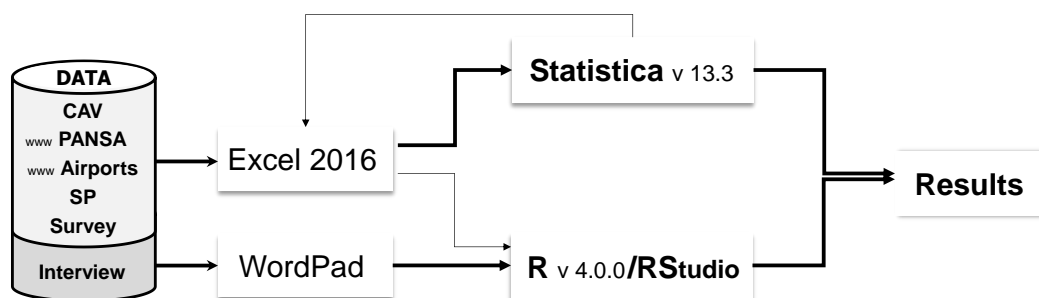 DATA
CAV
www PANSA
www Airports
SP
Survey
Interview
Excel 2016
WordPad
Statistica v 13.3
R v 4.0.0/RStudio
Results